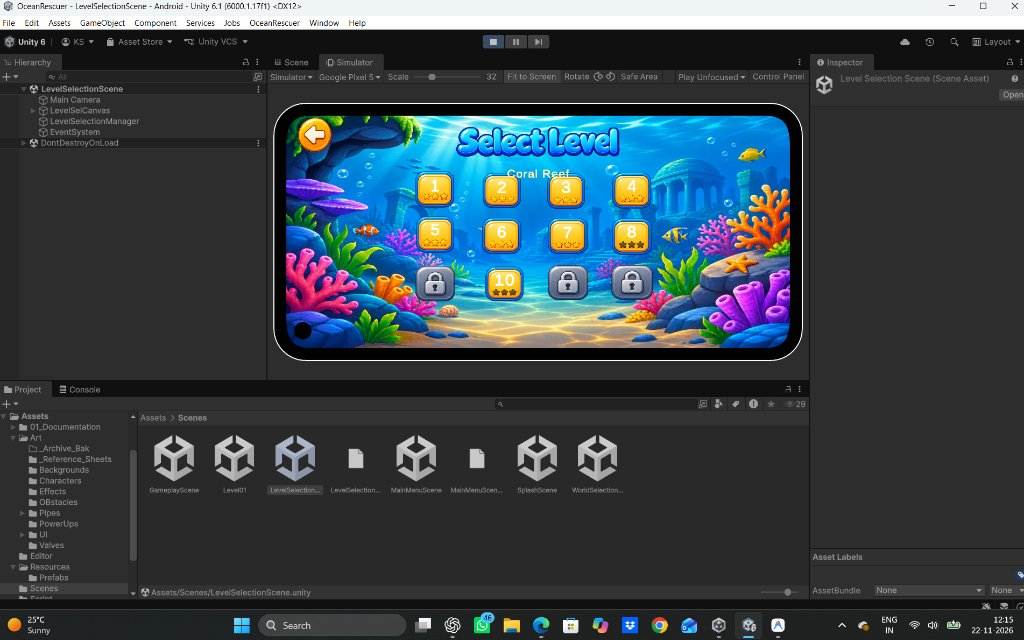 OceanRescuer - LevelSelectionScene - Android - Unity 6.1 (6000.1.17f1) <DX12>
File Edit Assets GameObject Component Services Jobs OceanRescuer Window Help
Unity 6 KS Asset Store Unity VCS Layout
Hierarchy
All
LevelSelectionScene
Main Camera
LevelSelCanvas
LevelSelectionManager
EventSystem
DontDestroyOnLoad
Scene Simulator
Simulator Google Pixel 5 Scale 32 Fit to Screen Rotate Safe Area Play Unfocused Control Panel
Select Level
Coral Reef
1 2 3 4
5 6 7 8
10
Inspector
Level Selection Scene (Scene Asset)
Open
Project Console
29
Assets
01_Documentation
Art
_Archive_Bak
_Reference_Sheets
Backgrounds
Characters
Effects
OBstacles
Pipes
PowerUps
UI
Valves
Editor
Resources
Prefabs
Scenes
Script
Assets > Scenes
GameplayScene Level01 LevelSelection... LevelSelection... MainMenuScene MainMenuScen... SplashScene WorldSelection...
Assets/Scenes/LevelSelectionScene.unity
Asset Labels
AssetBundle None None
25°C
Sunny
Search
46
ENG
IN
12:15
22-11-2026